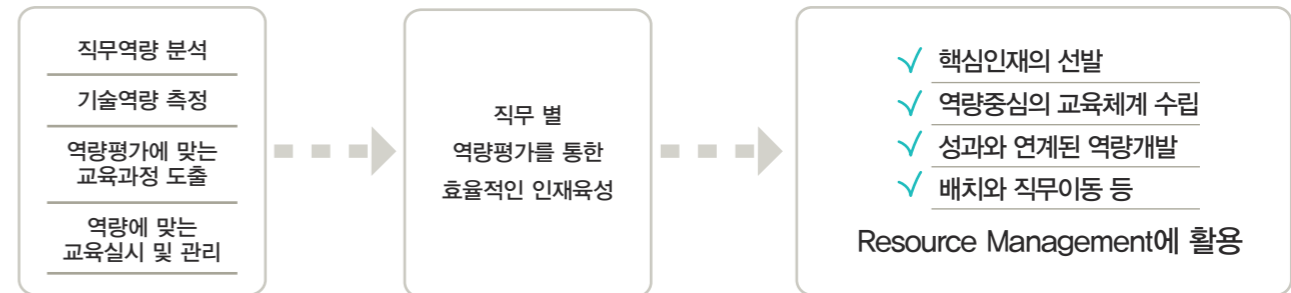 직무역량 분석
기술역량 측정
역량평가에 맞는
교육과정 도출
역량에 맞는
교육실시 및 관리
직무 별
역량평가를 통한
효율적인 인재육성
핵심인재의 선발
역량중심의 교육체계 수립
성과와 연계된 역량개발
배치와 직무이동 등
Resource Management에 활용